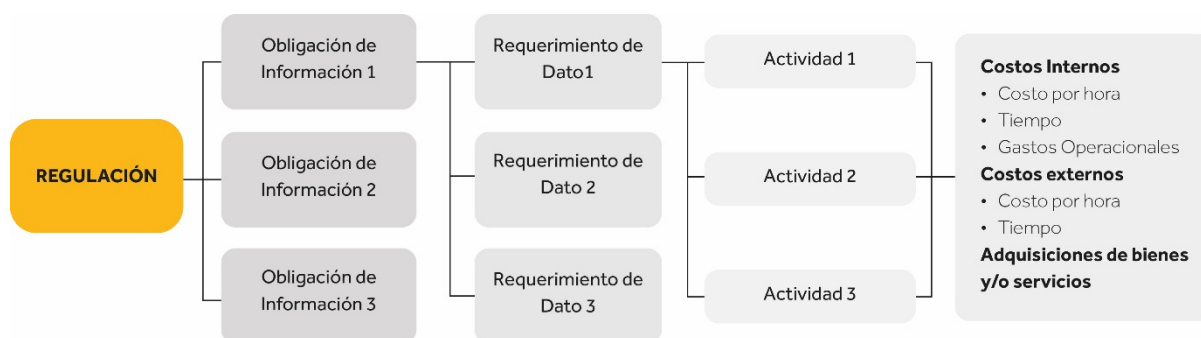 REGULACIÓN
Obligación de
Información 1
Obligación de
Información 2
Obligación de
Información 3
Requerimiento de
Dato1
Requerimiento de
Dato 2
Requerimiento de
Dato 3
Actividad 1
Actividad 2
Actividad 3
Costos Internos
• Costo por hora
• Tiempo
• Gastos Operacionales
Costos externos
• Costo por hora
• Tiempo
Adquisiciones de bienes
y/o servicios